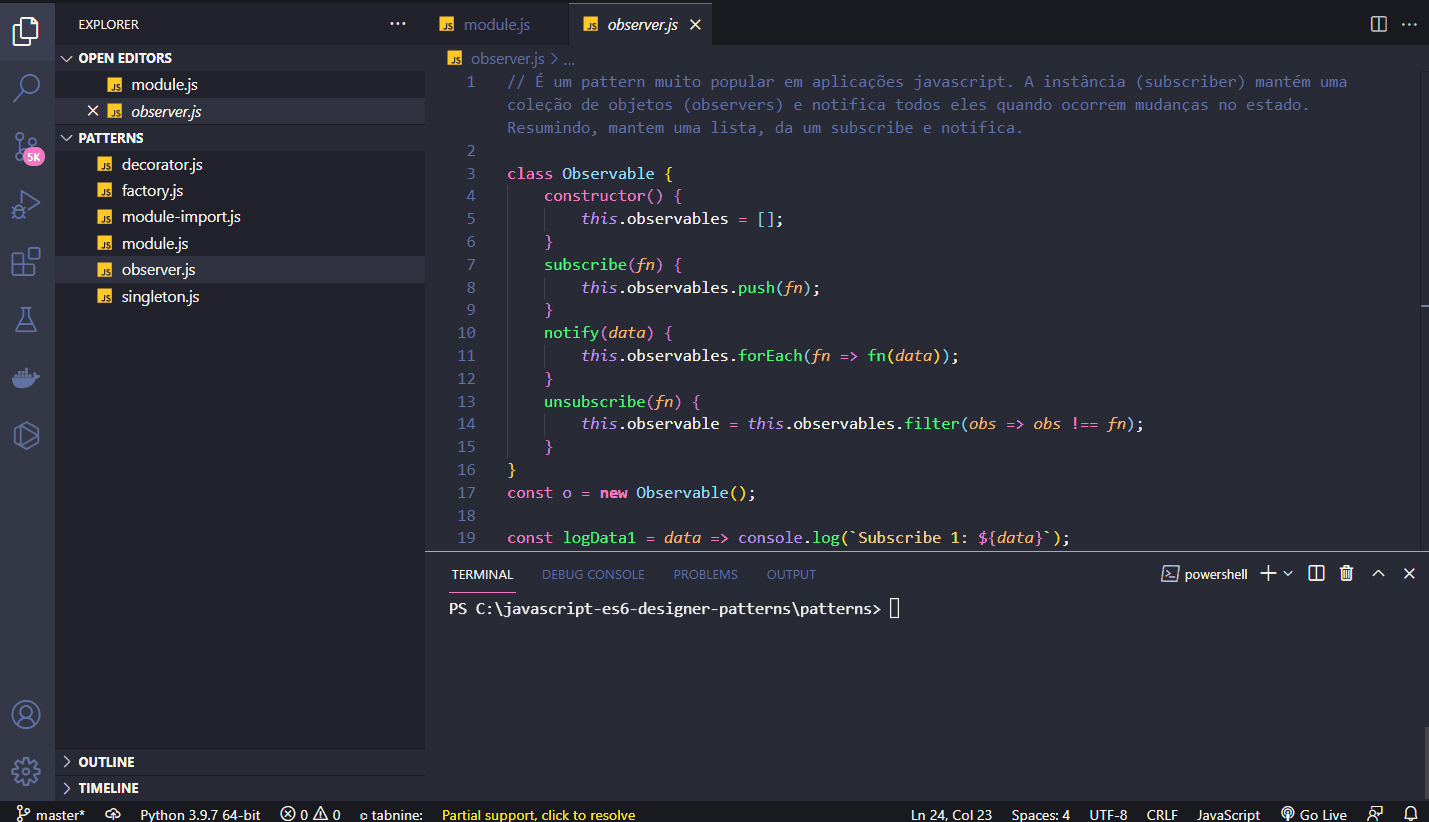 EXPLORER
OPEN EDITORS
JS module.js
JS observer.js
PATTERNS
JS decorator.js
JS factory.js
JS module-import.js
JS module.js
JS observer.js
JS singleton.js
OUTLINE
TIMELINE
5K
JS module.js JS observer.js
JS observer.js > ...
1 // É um pattern muito popular em aplicações javascript. A instância (subscriber) mantém uma
coleção de objetos (observers) e notifica todos eles quando ocorrem mudanças no estado.
Resumindo, mantem uma lista, da um subscribe e notifica.
2
3 class Observable {
4 constructor() {
5 this.observables = [];
6 }
7 subscribe(fn) {
8 this.observables.push(fn);
9 }
10 notify(data) {
11 this.observables.forEach(fn => fn(data));
12 }
13 unsubscribe(fn) {
14 this.observable = this.observables.filter(obs => obs !== fn);
15 }
16 }
17 const o = new Observable();
18
19 const logData1 = data => console.log(`Subscribe 1: ${data}`);
TERMINAL DEBUG CONSOLE PROBLEMS OUTPUT powershell
PS C:\javascript-es6-designer-patterns\patterns>
master* Python 3.9.7 64-bit 0 0 tabnine: Partial support, click to resolve Ln 24, Col 23 Spaces: 4 UTF-8 CRLF JavaScript Go Live